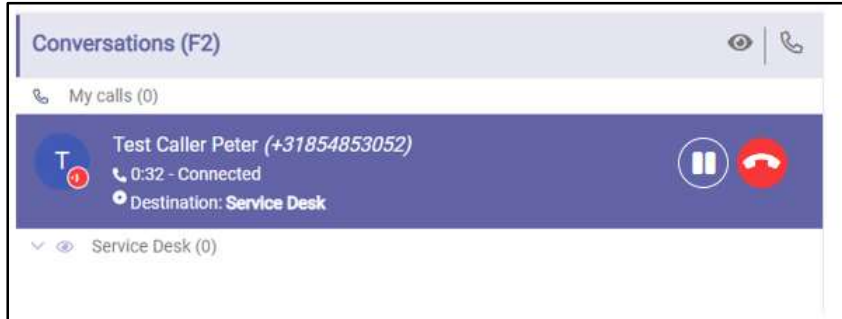 Conversations (F2)
My calls (0)
T
Test Caller Peter (+31854853052)
0:32 - Connected
Destination: Service Desk
Service Desk (0)